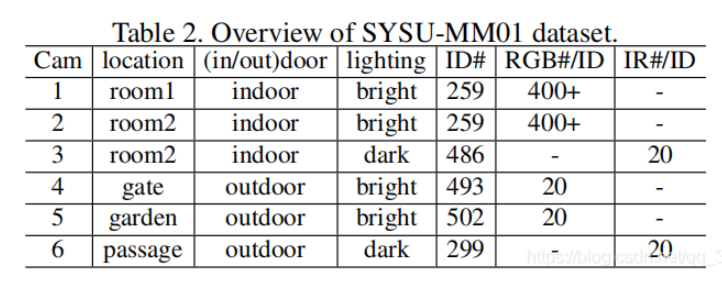 Table 2. Overview of SYSU-MM01 dataset.
Cam location (in/out)door lighting ID# RGB#/ID IR#/ID
1 room1 indoor bright 259 400+ -
2 room2 indoor bright 259 400+ -
3 room2 indoor dark 486 - 20
4 gate outdoor bright 493 20 -
5 garden outdoor bright 502 20 -
6 passage outdoor dark 299 - 20
https://blog.csdn.net/qq_3